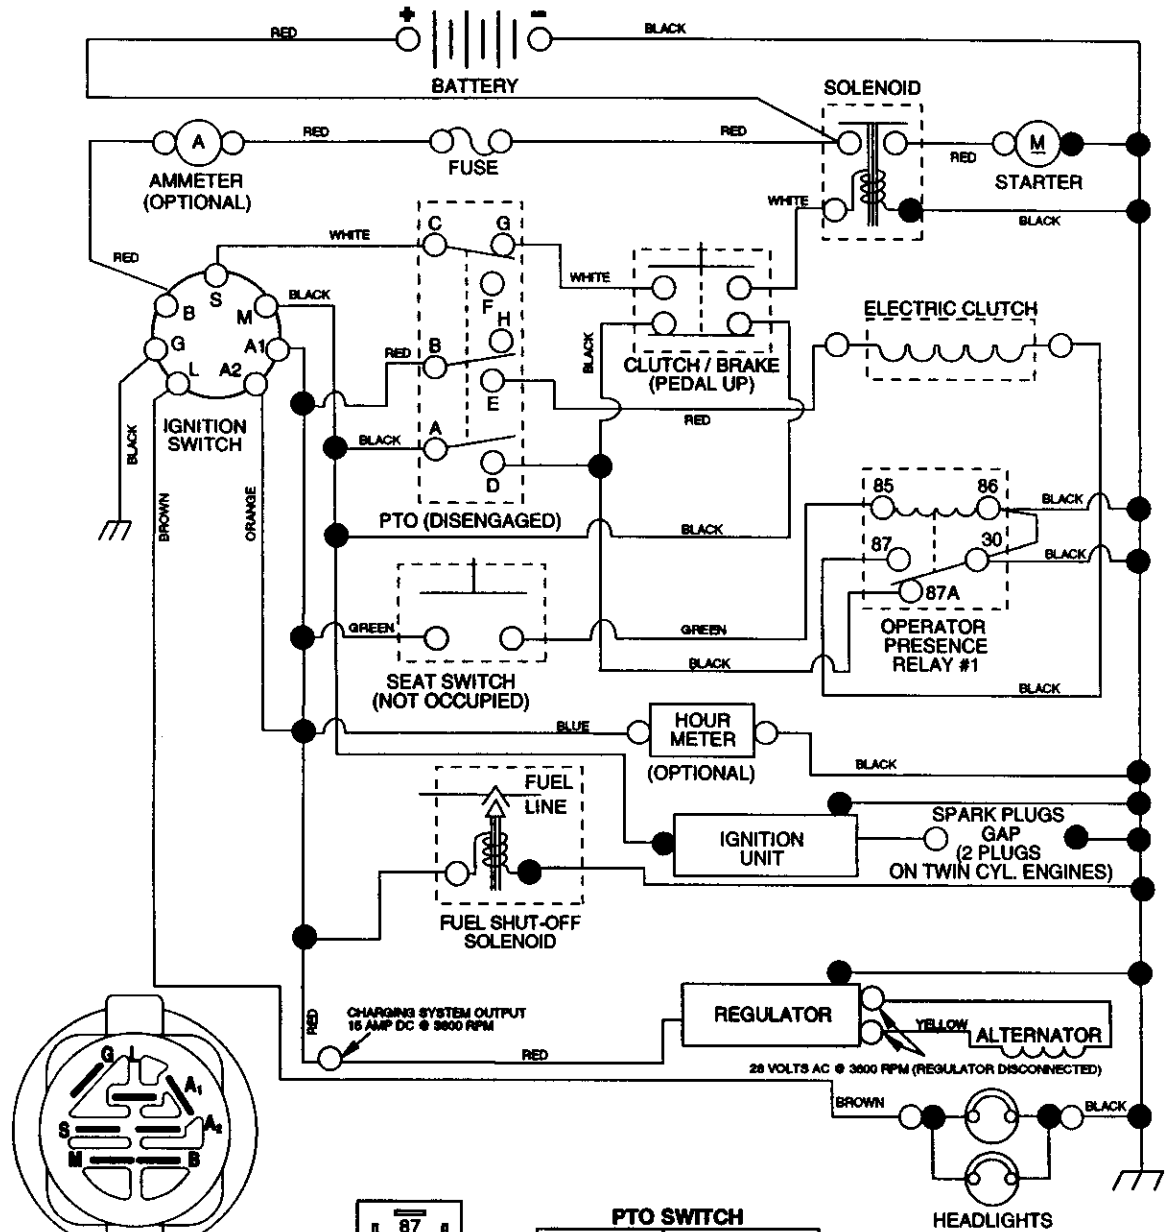 +
-
RED
BLACK
BATTERY
SOLENOID
A
RED
RED
RED
M
FUSE
AMMETER
(OPTIONAL)
STARTER
WHITE
BLACK
WHITE
C
G
RED
S
BLACK
WHITE
F
ELECTRIC CLUTCH
B
M
H
G
A1
RED
B
BLACK
CLUTCH / BRAKE
(PEDAL UP)
L
A2
E
RED
IGNITION
SWITCH
BLACK
A
BLACK
D
85
86
BLACK
BROWN
ORANGE
PTO (DISENGAGED)
BLACK
87
30
BLACK
87A
GREEN
GREEN
OPERATOR
PRESENCE
RELAY #1
BLACK
SEAT SWITCH
(NOT OCCUPIED)
BLACK
BLUE
HOUR
METER
(OPTIONAL)
BLACK
FUEL
LINE
IGNITION
UNIT
SPARK PLUGS
GAP
(2 PLUGS
ON TWIN CYL. ENGINES)
FUEL SHUT-OFF
SOLENOID
RED
CHARGING SYSTEM OUTPUT
15 AMP DC @ 3600 RPM
REGULATOR
YELLOW
ALTERNATOR
RED
28 VOLTS AC @ 3600 RPM (REGULATOR DISCONNECTED)
G
L
A1
A2
S
M
B
BROWN
BLACK
HEADLIGHTS
87
PTO SWITCH